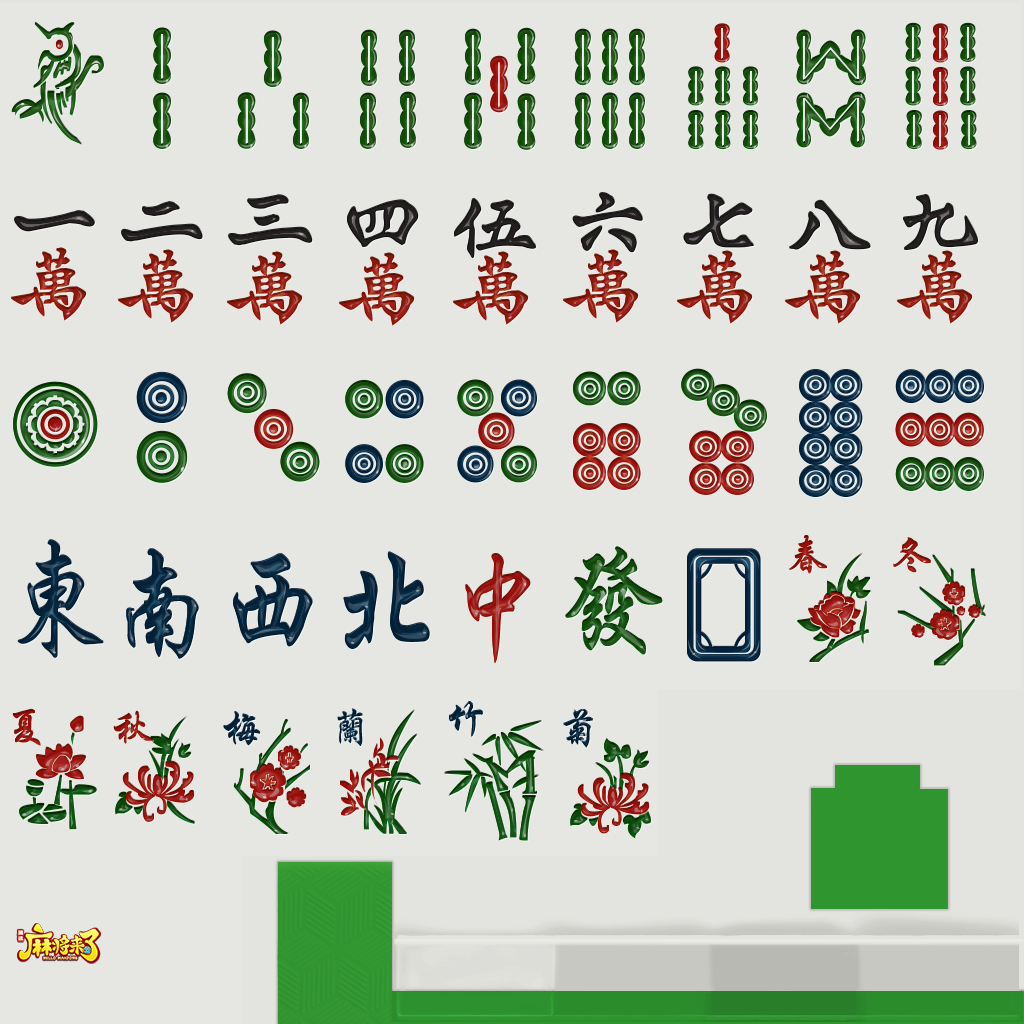 一 二 三 四 伍 六 七 八 九
萬 萬 萬 萬 萬 萬 萬 萬 萬
東 南 西 北 中 發 春 冬
夏 秋 梅 蘭 竹 菊
麻将来了